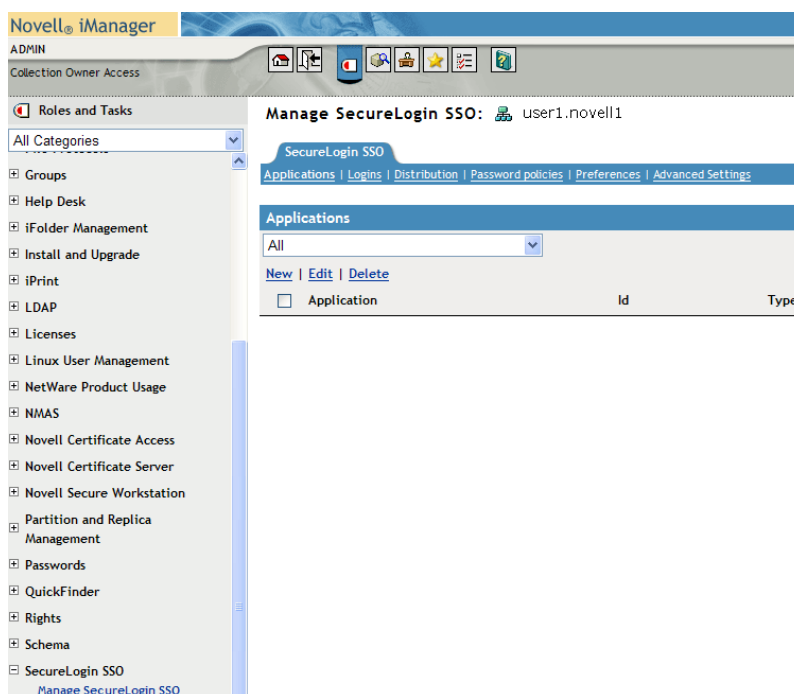 Novell® iManager
ADMIN
Collection Owner Access
Roles and Tasks
All Categories
Groups
Help Desk
iFolder Management
Install and Upgrade
iPrint
LDAP
Licenses
Linux User Management
NetWare Product Usage
NMAS
Novell Certificate Access
Novell Certificate Server
Novell Secure Workstation
Partition and Replica
Management
Passwords
QuickFinder
Rights
Schema
SecureLogin SSO
Manage SecureLogin SSO
Manage SecureLogin SSO: user1.novell1
SecureLogin SSO
Applications | Logins | Distribution | Password policies | Preferences | Advanced Settings
Applications
All
New | Edit | Delete
Application Id Type